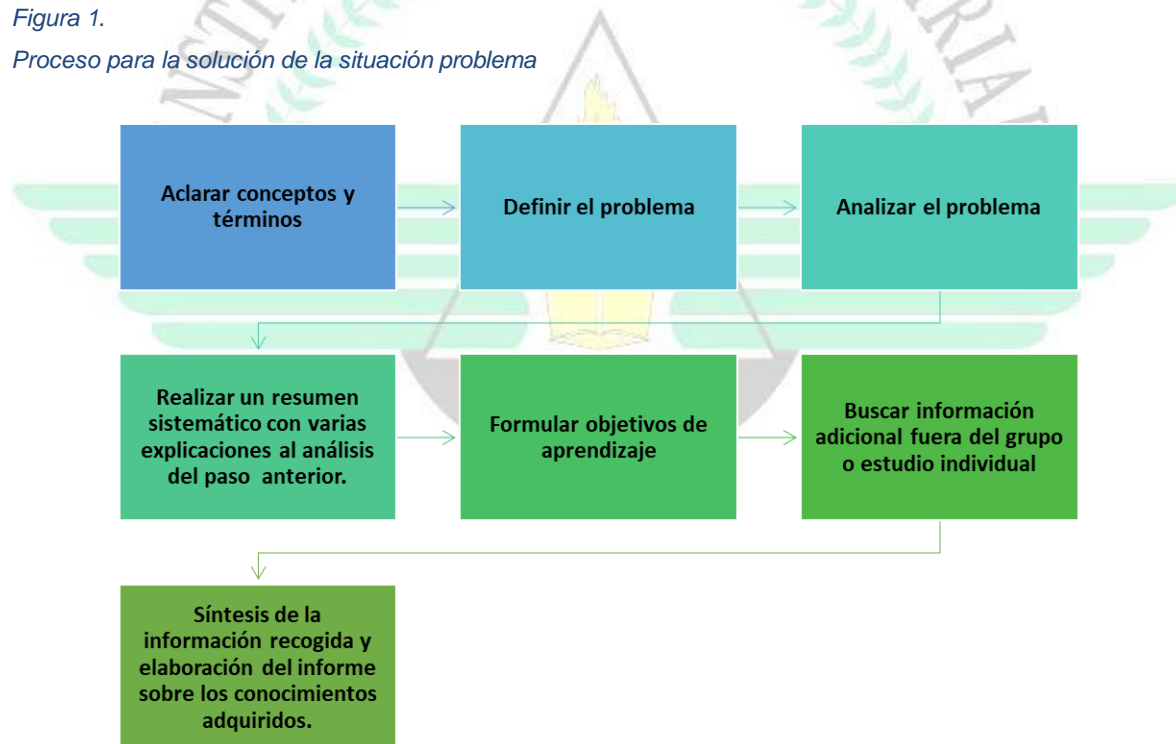 Figura 1.
Proceso para la solución de la situación problema
INSTI
ARIA
Aclarar conceptos y
términos
Definir el problema
Analizar el problema
Realizar un resumen
sistemático con varias
explicaciones al análisis
del paso anterior.
Formular objetivos de
aprendizaje
Buscar información
adicional fuera del grupo
o estudio individual
Síntesis de la
información recogida y
elaboración del informe
sobre los conocimientos
adquiridos.